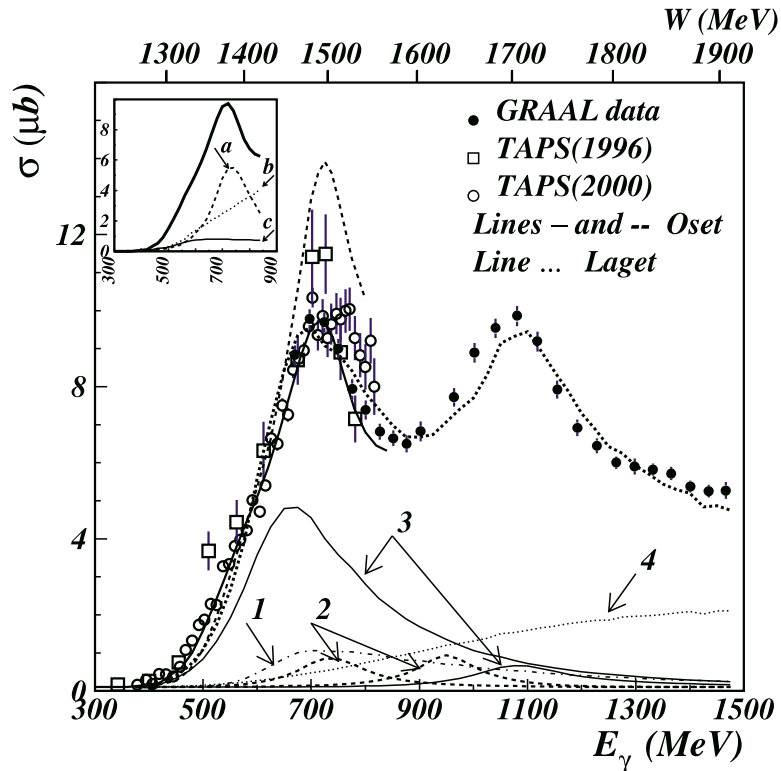 W (MeV)
1300 1400 1500 1600 1700 1800 1900
σ (μb)
GRAAL data
TAPS(1996)
TAPS(2000)
Lines – and -- Oset
Line ... Laget
8
6
4
2
0
a
b
c
300 500 700 900
12
8
4
0
3
4
1
2
300 500 700 900 1100 1300 1500
Eγ (MeV)